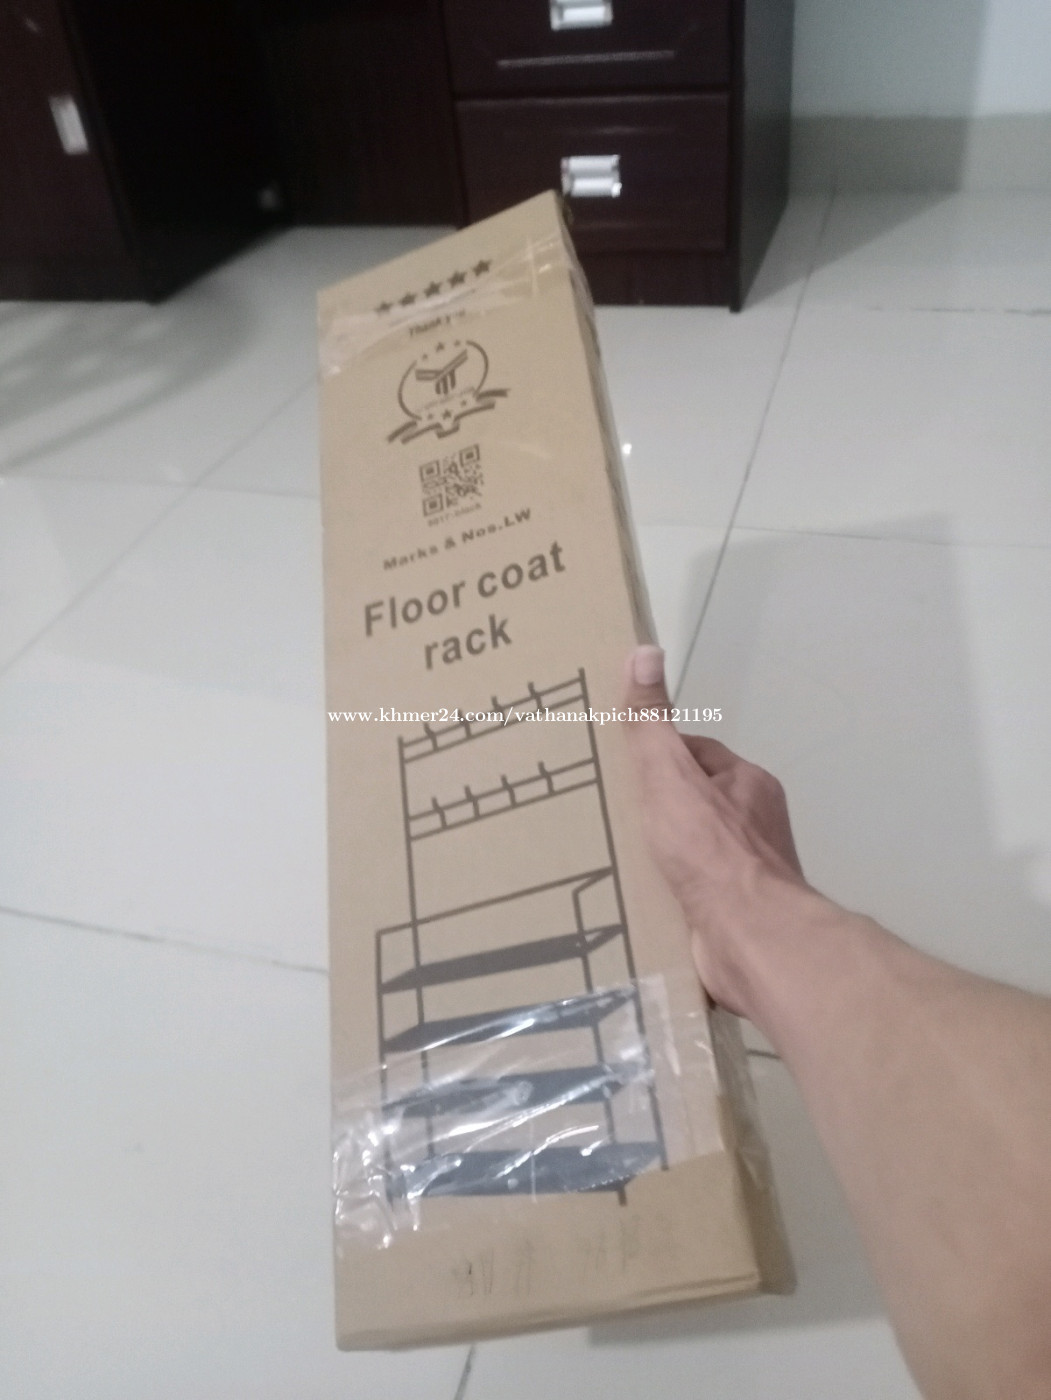 Marks & Nos.LW
Floor coat
rack
www.khmer24.com/vathanakpich88121195